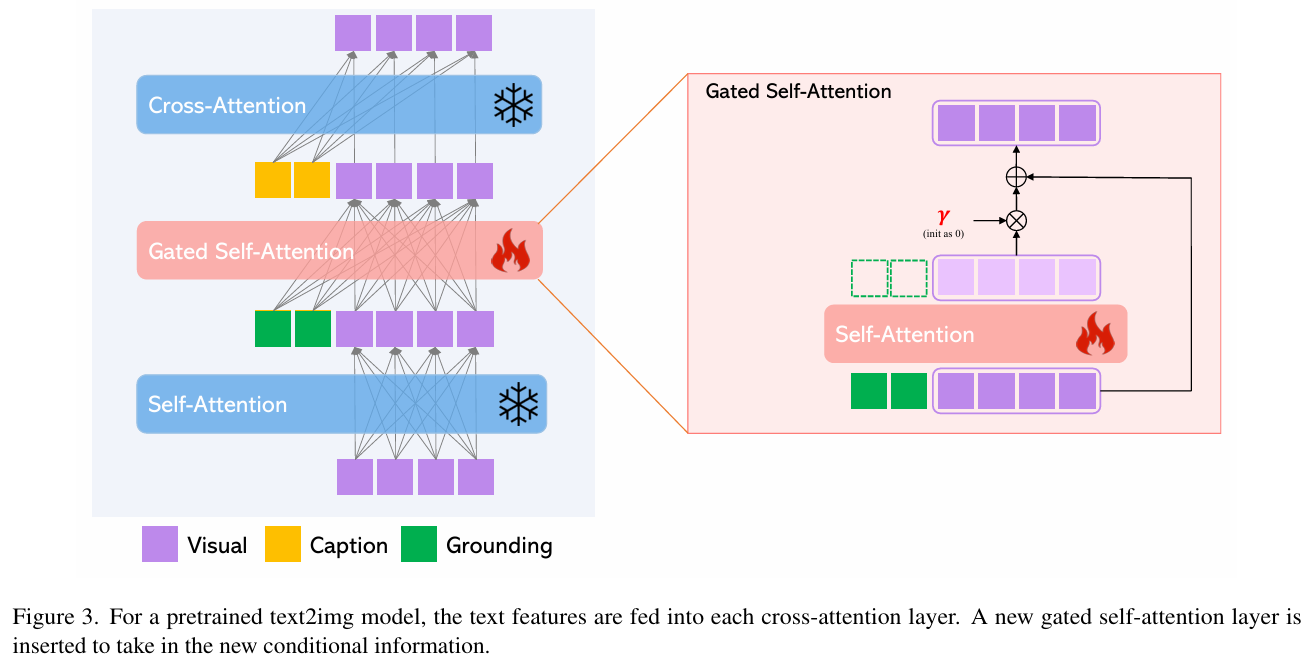 Cross-Attention
Gated Self-Attention
Self-Attention
Visual
Caption
Grounding
Gated Self-Attention
γ
(init as 0)
Self-Attention
Figure 3. For a pretrained text2img model, the text features are fed into each cross-attention layer. A new gated self-attention layer is
inserted to take in the new conditional information.